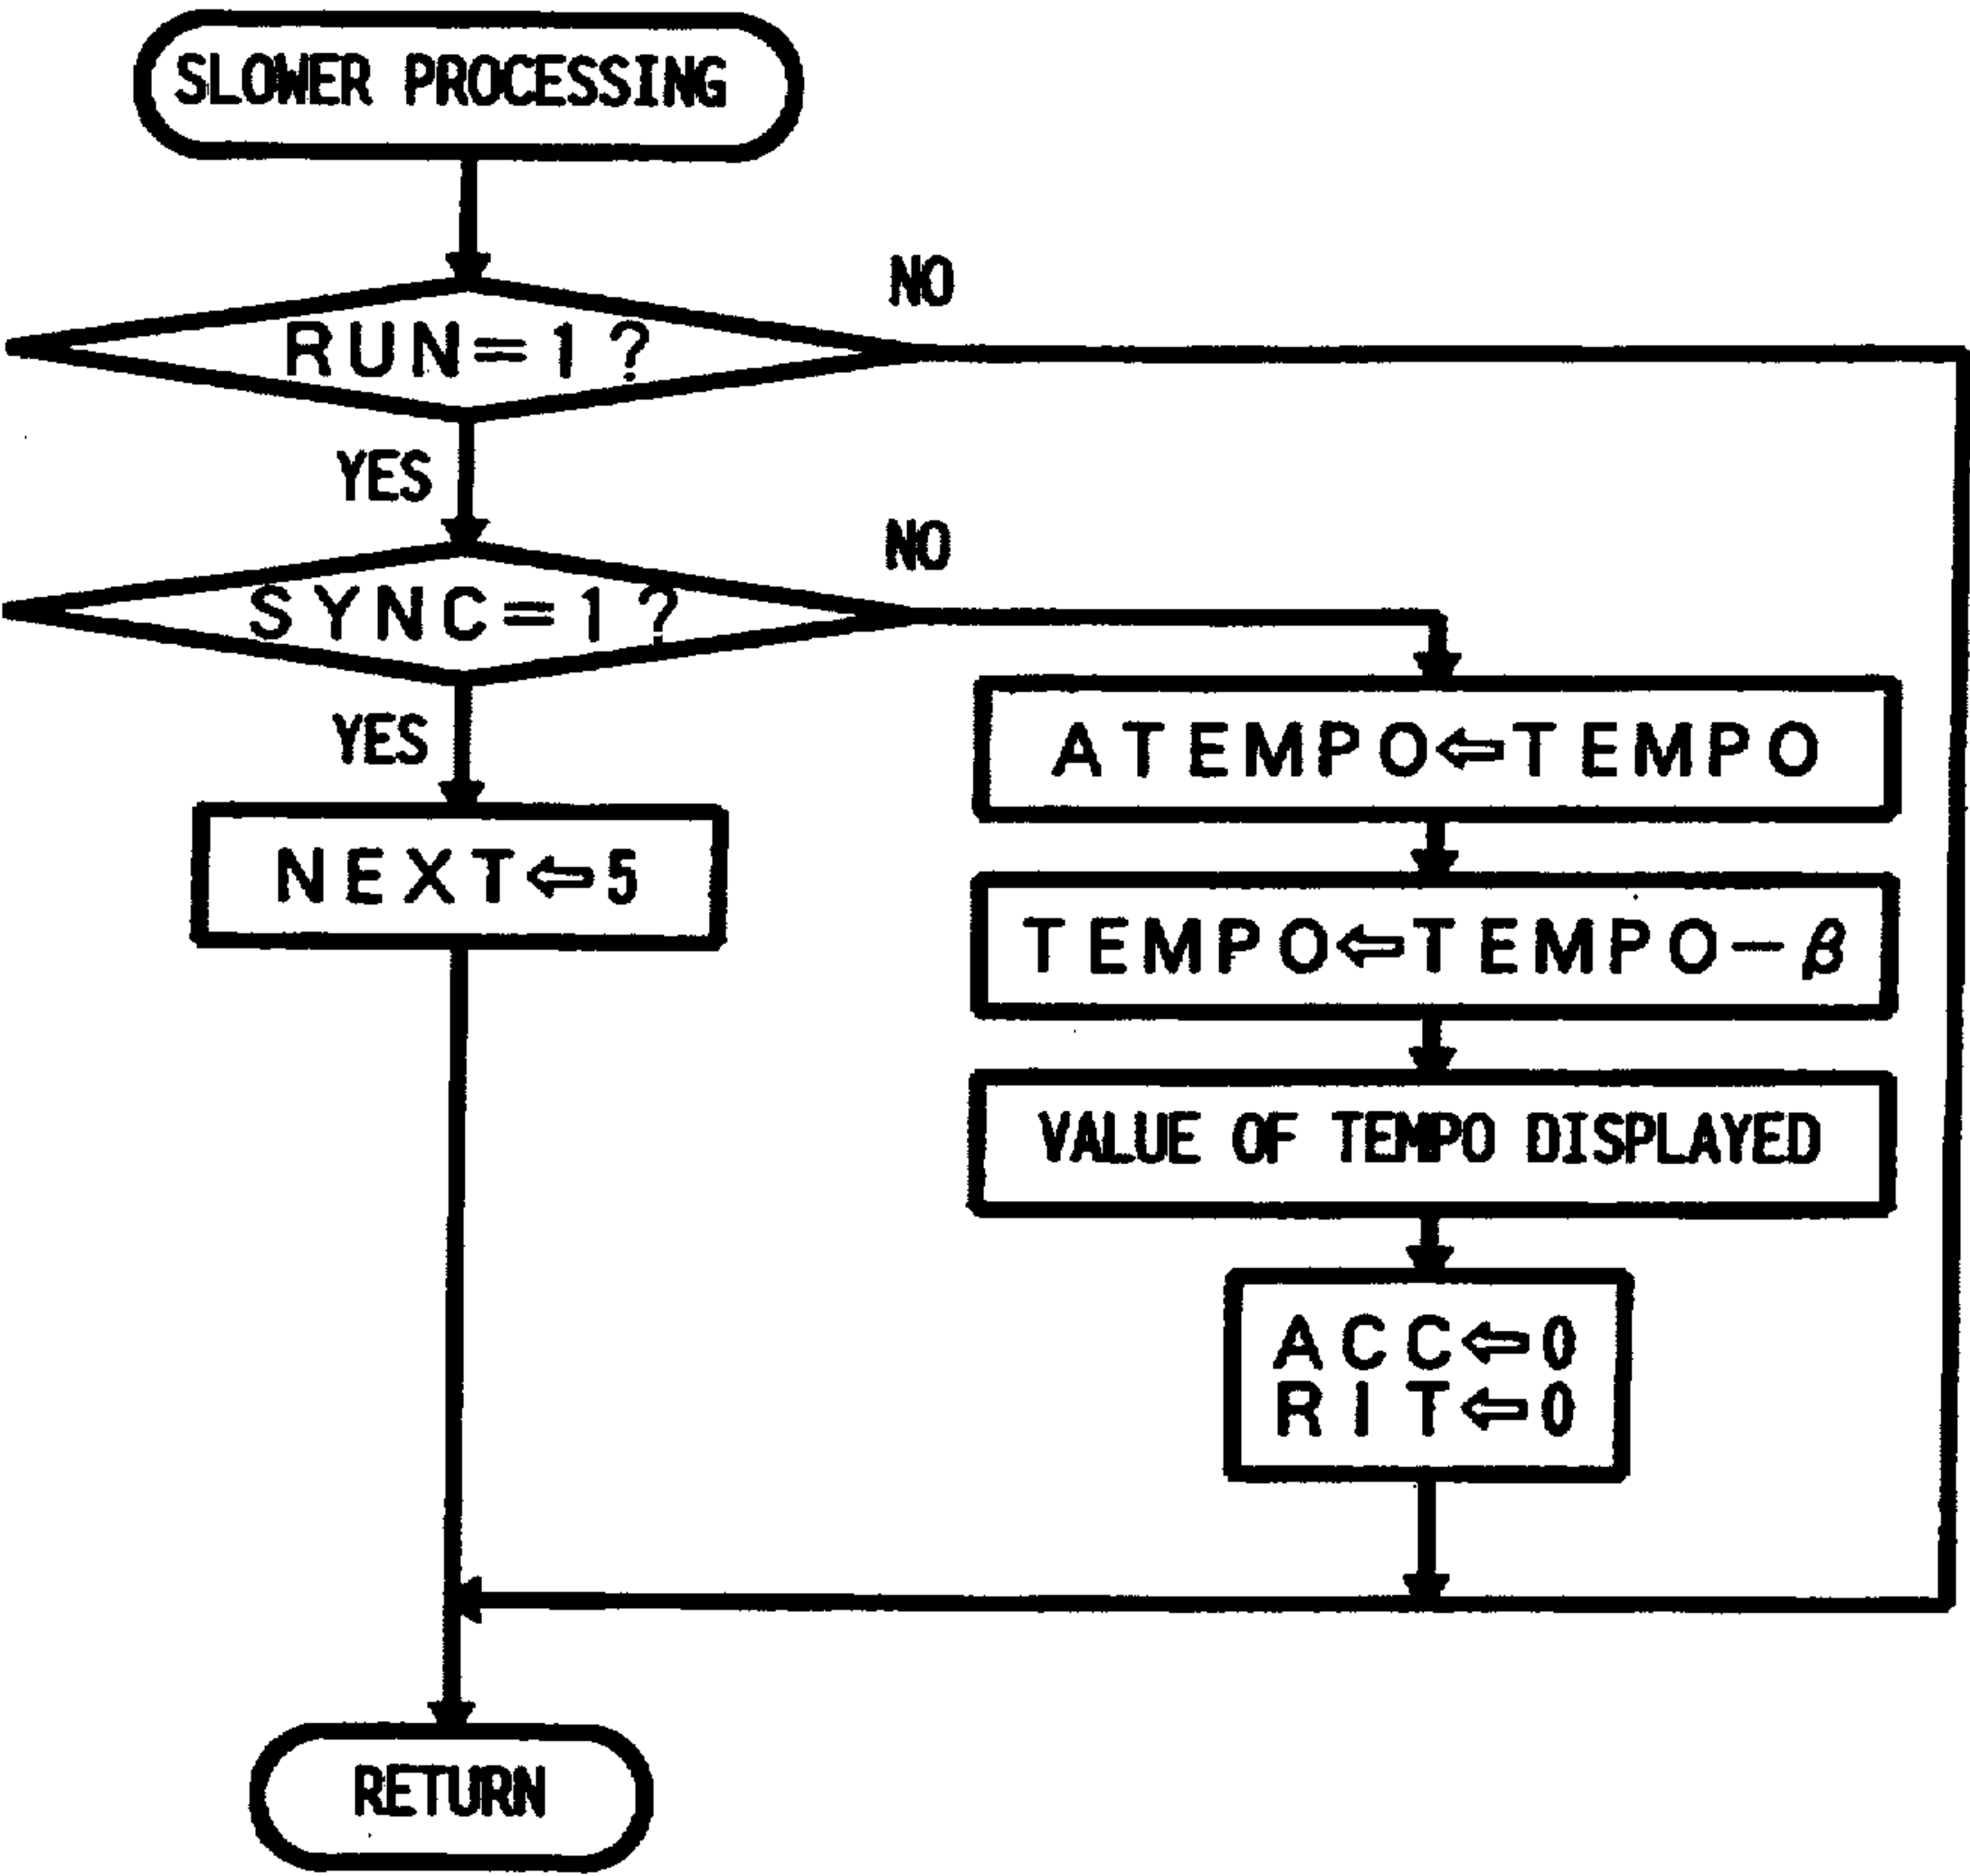 SLOWER PROCESSING
NO
RUN=1?
YES
NO
SYNC=1?
YES
ATEMPO⇐TEMPO
NEXT⇐5
TEMPO⇐TEMPO-β
VALUE OF TEMPO DISPLAYED
ACC⇐0
RIT⇐0
RETURN